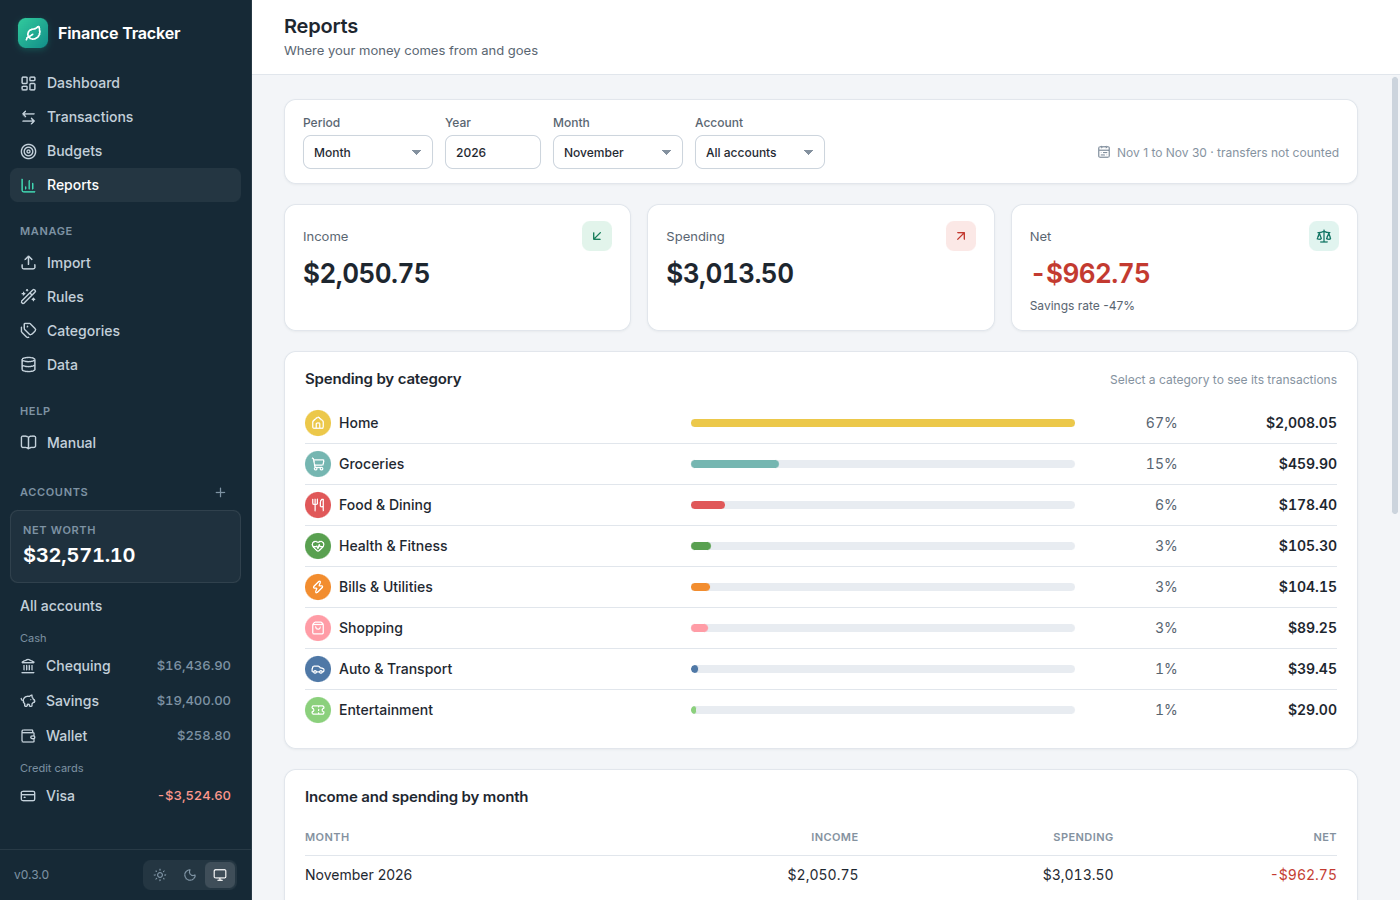 Finance Tracker
Dashboard
Transactions
Budgets
Reports
MANAGE
Import
Rules
Categories
Data
HELP
Manual
ACCOUNTS
NET WORTH
$32,571.10
All accounts
Cash
Chequing $16,436.90
Savings $19,400.00
Wallet $258.80
Credit cards
Visa -$3,524.60
v0.3.0
Reports
Where your money comes from and goes
Period Year Month Account
Month 2026 November All accounts Nov 1 to Nov 30 · transfers not counted
Income
$2,050.75
Spending
$3,013.50
Net
-$962.75
Savings rate -47%
Spending by category Select a category to see its transactions
Home 67% $2,008.05
Groceries 15% $459.90
Food & Dining 6% $178.40
Health & Fitness 3% $105.30
Bills & Utilities 3% $104.15
Shopping 3% $89.25
Auto & Transport 1% $39.45
Entertainment 1% $29.00
Income and spending by month
MONTH INCOME SPENDING NET
November 2026 $2,050.75 $3,013.50 -$962.75